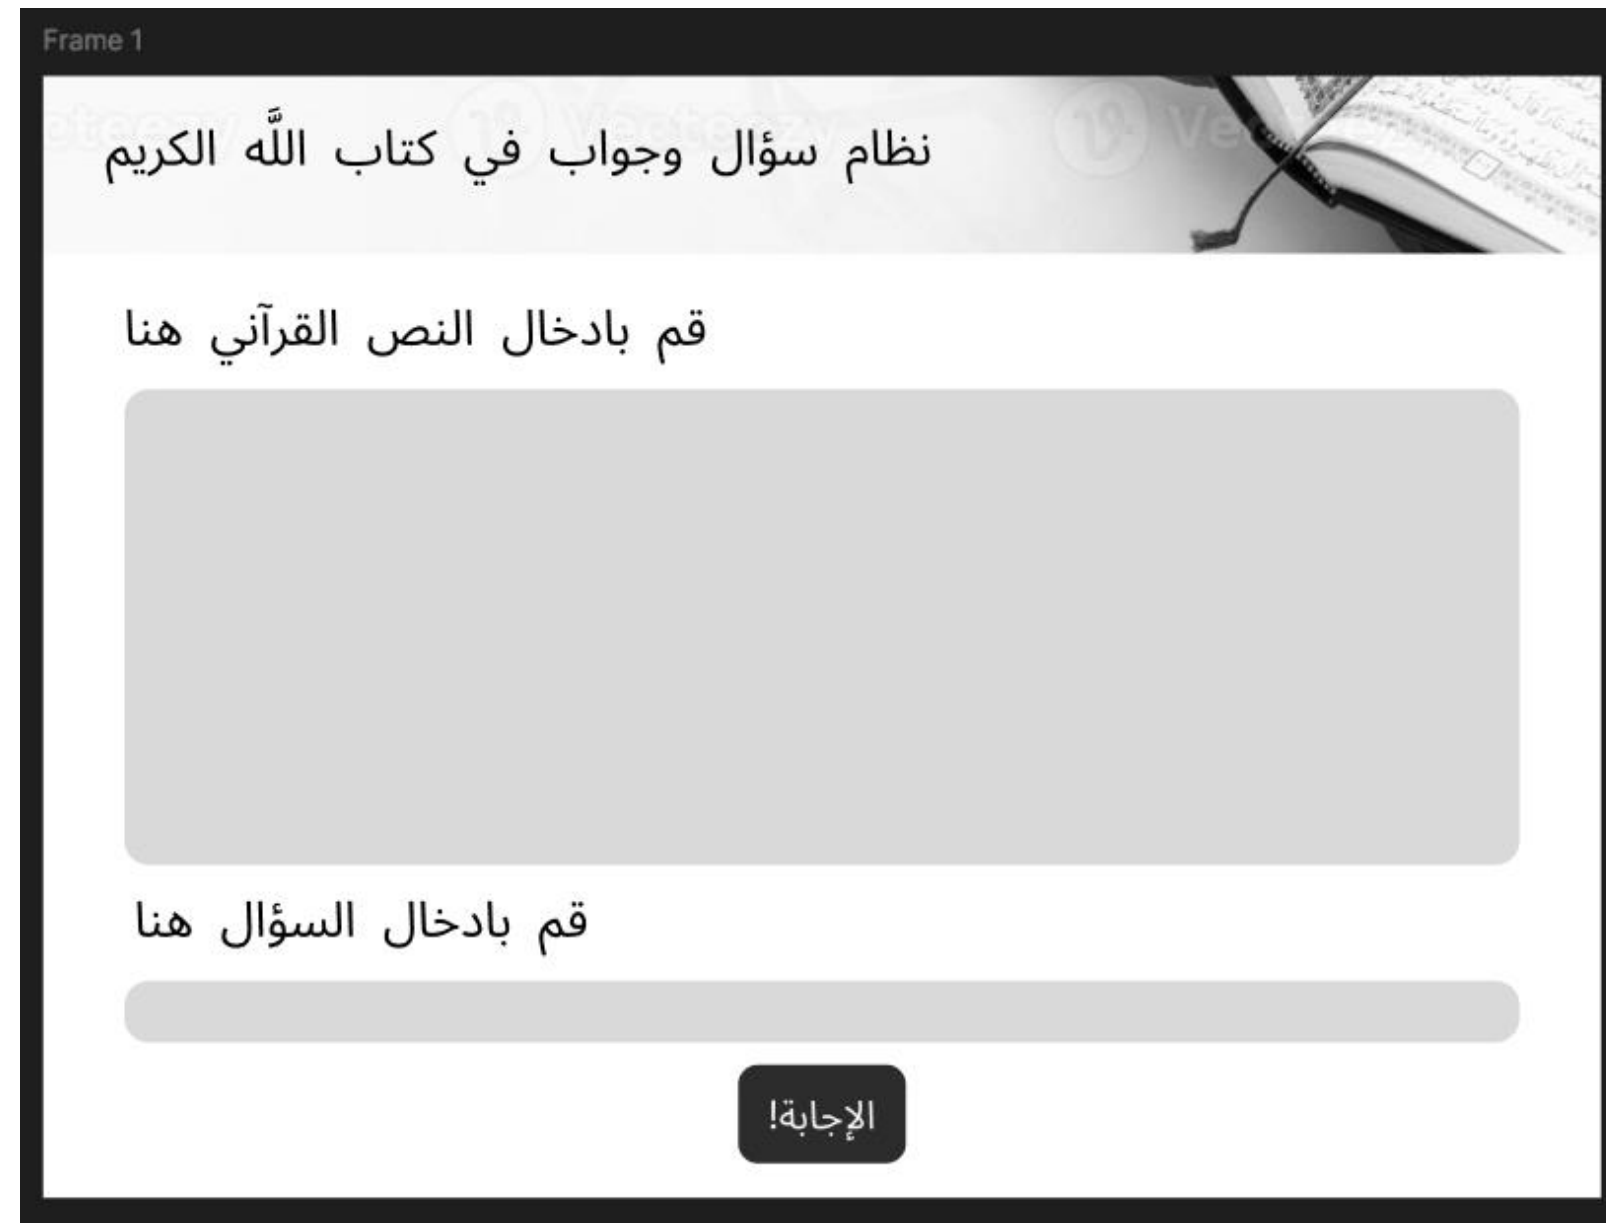 Frame 1
نظام سؤال وجواب في كتاب اللَّه الكريم
قم بادخال النص القرآني هنا
قم بادخال السؤال هنا
الإجابة!